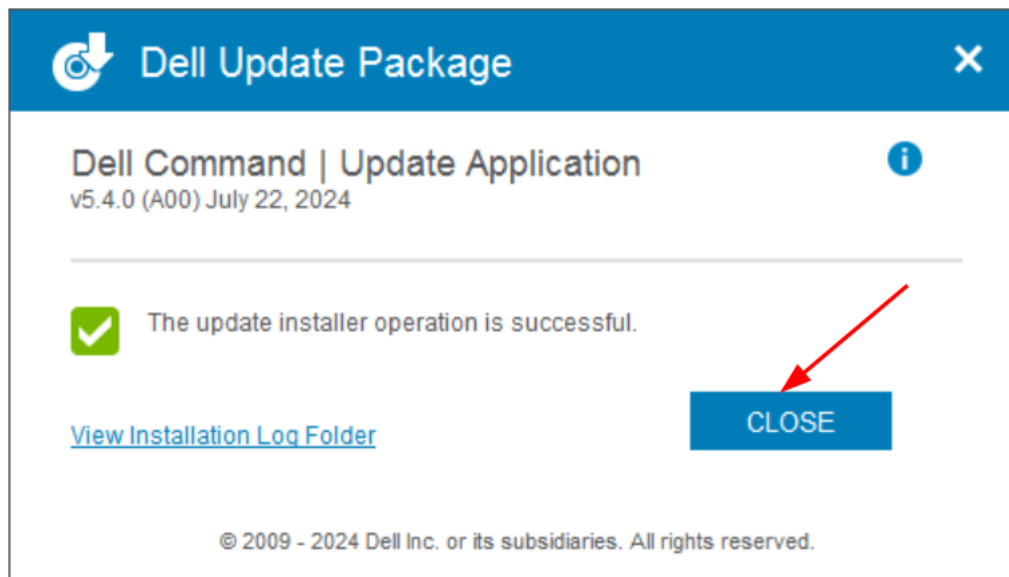 Dell Update Package
Dell Command | Update Application
v5.4.0 (A00) July 22, 2024
The update installer operation is successful.
View Installation Log Folder
CLOSE
© 2009 - 2024 Dell Inc. or its subsidiaries. All rights reserved.